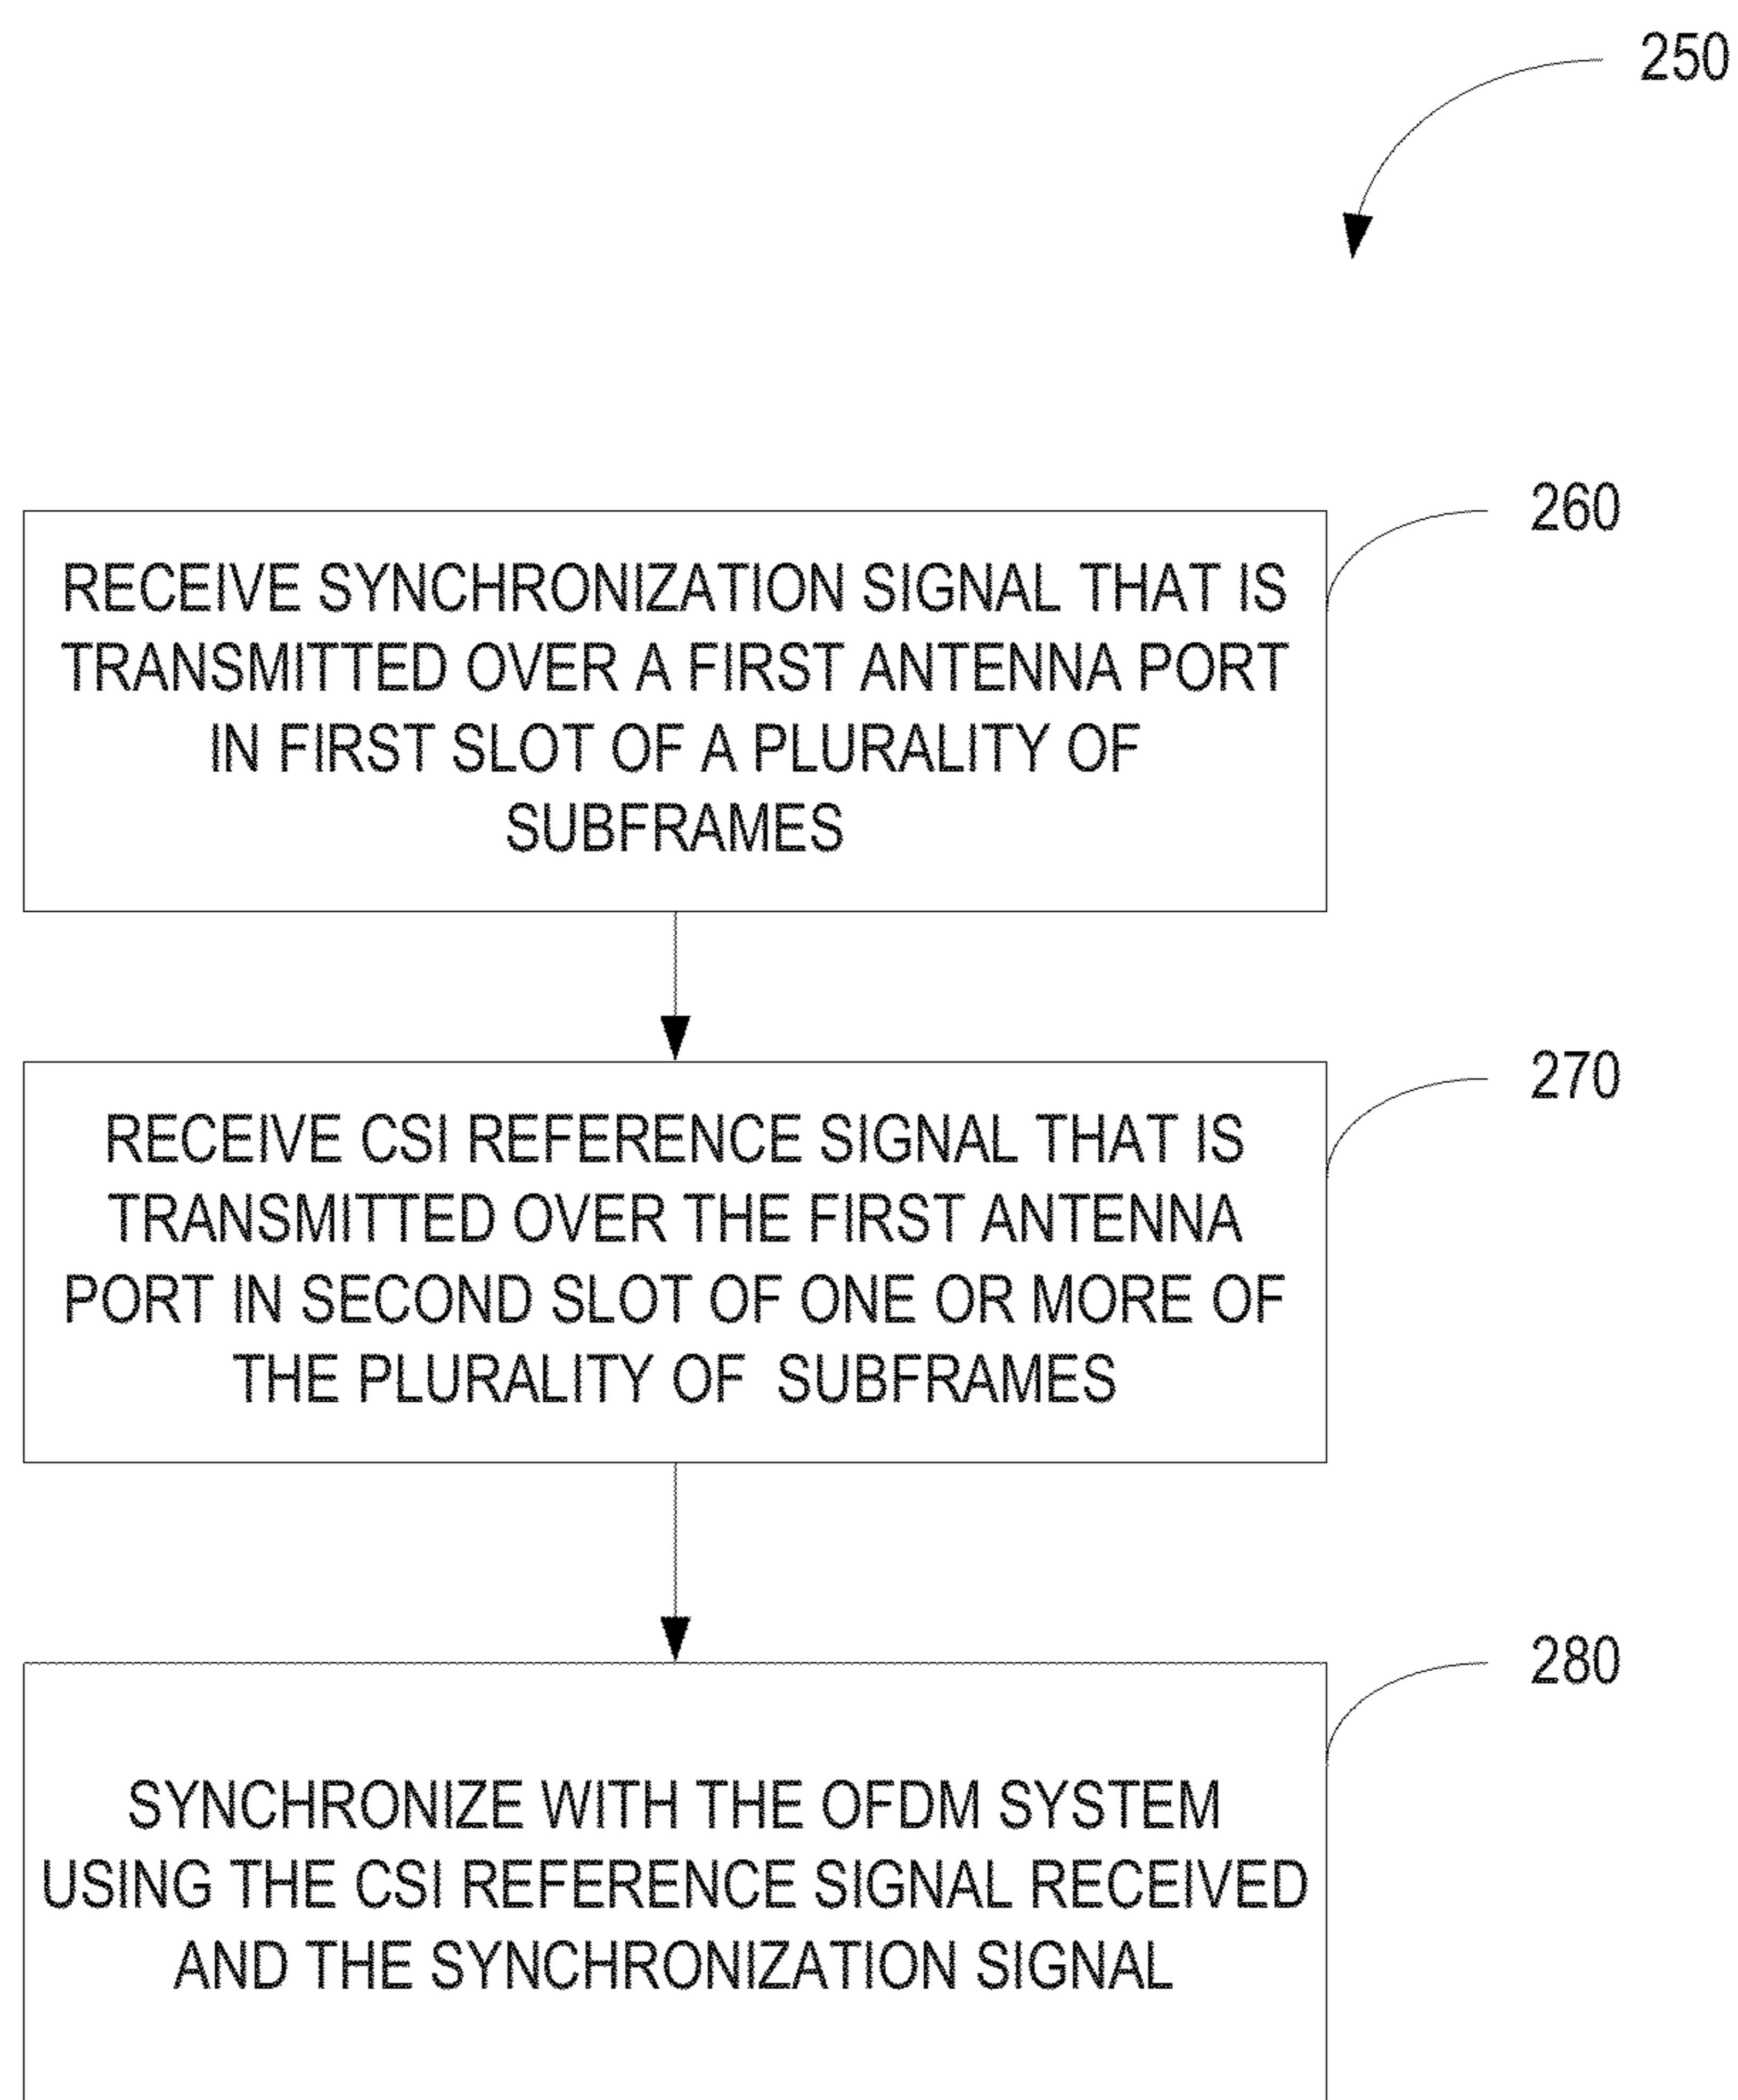 250
260
RECEIVE SYNCHRONIZATION SIGNAL THAT IS
TRANSMITTED OVER A FIRST ANTENNA PORT
IN FIRST SLOT OF A PLURALITY OF
SUBFRAMES
270
RECEIVE CSI REFERENCE SIGNAL THAT IS
TRANSMITTED OVER THE FIRST ANTENNA
PORT IN SECOND SLOT OF ONE OR MORE OF
THE PLURALITY OF SUBFRAMES
280
SYNCHRONIZE WITH THE OFDM SYSTEM
USING THE CSI REFERENCE SIGNAL RECEIVED
AND THE SYNCHRONIZATION SIGNAL